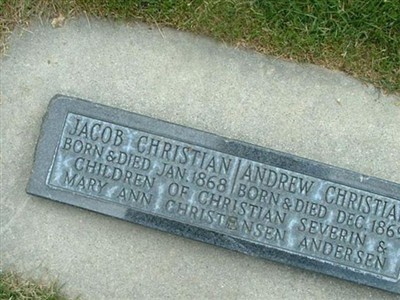 JACOB CHRISTIAN
BORN & DIED JAN. 1868
ANDREW CHRISTIAN
BORN & DIED DEC. 1869
CHILDREN OF CHRISTIAN SEVERIN &
MARY ANN CHRISTENSEN ANDERSEN